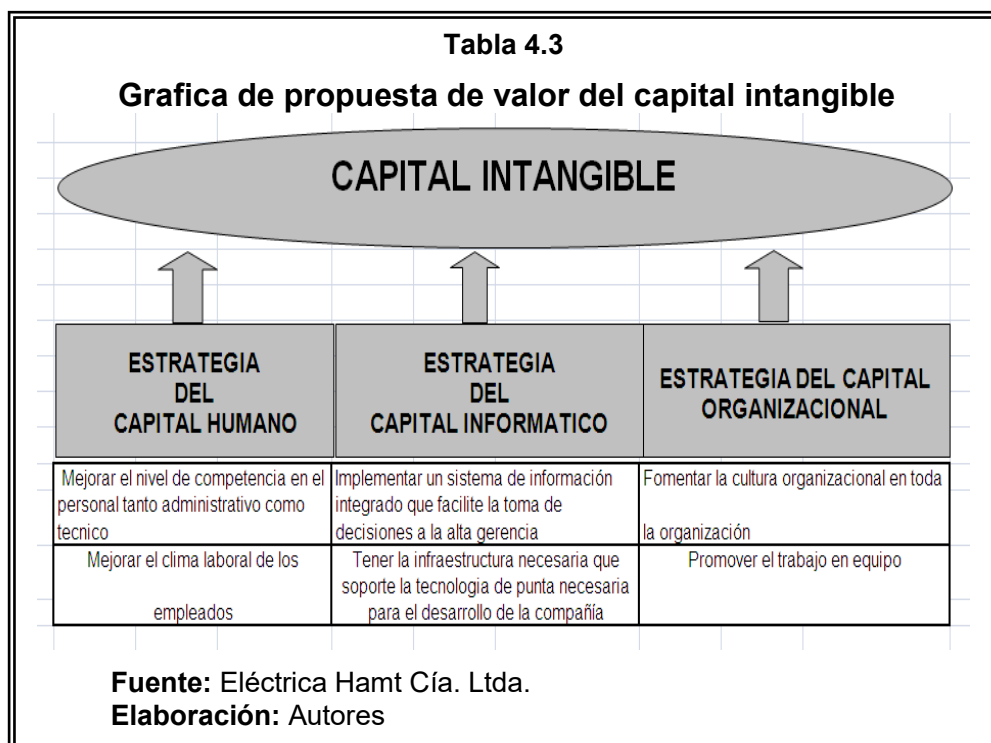 Tabla 4.3
Grafica de propuesta de valor del capital intangible
CAPITAL INTANGIBLE
ESTRATEGIA
DEL
CAPITAL HUMANO
ESTRATEGIA
DEL
CAPITAL INFORMATICO
ESTRATEGIA DEL CAPITAL
ORGANIZACIONAL
Mejorar el nivel de competencia en el
personal tanto administrativo como
tecnico
Implementar un sistema de información
integrado que facilite la toma de
decisiones a la alta gerencia
Fomentar la cultura organizacional en toda
la organización
Mejorar el clima laboral de los
empleados
Tener la infraestructura necesaria que
soporte la tecnologia de punta necesaria
para el desarrollo de la compañía
Promover el trabajo en equipo
Fuente: Eléctrica Hamt Cía. Ltda.
Elaboración: Autores